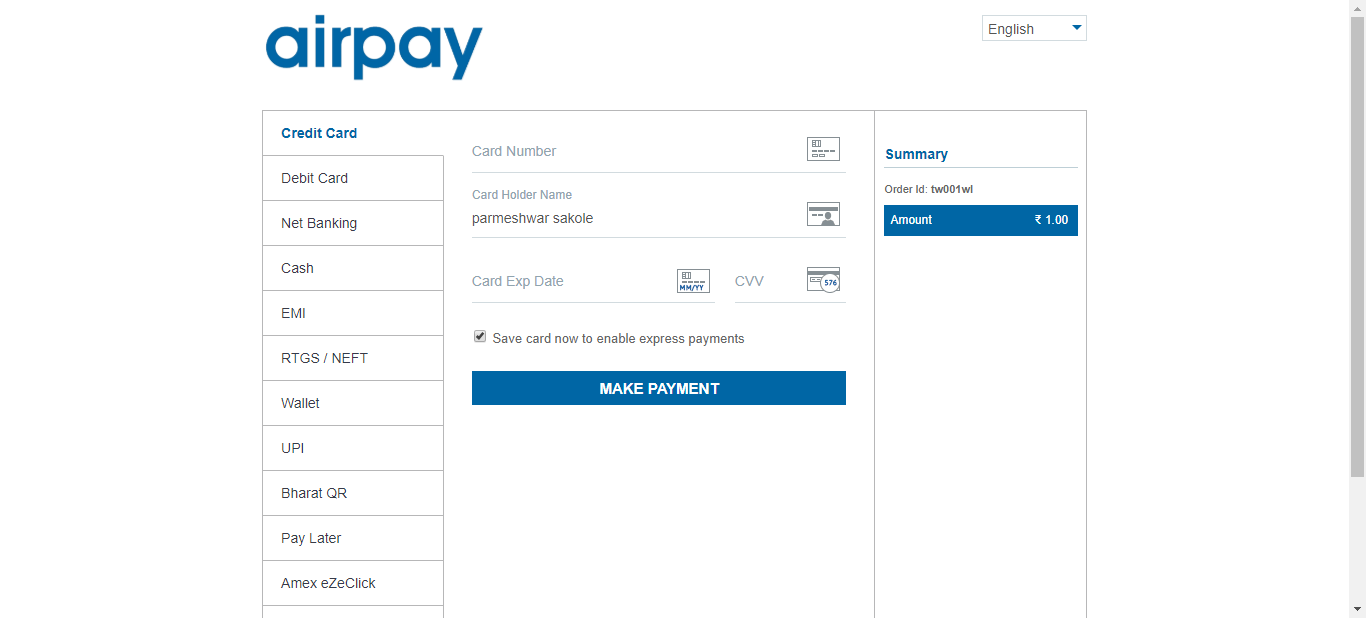 airpay
English
Credit Card
Debit Card
Net Banking
Cash
EMI
RTGS / NEFT
Wallet
UPI
Bharat QR
Pay Later
Amex eZeClick
Card Number
Card Holder Name
parmeshwar sakole
Card Exp Date
MM/YY
CVV
576
Save card now to enable express payments
MAKE PAYMENT
Summary
Order Id: tw001wl
Amount ₹ 1.00